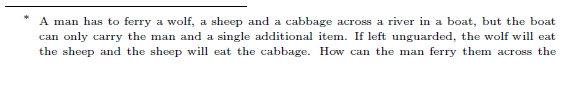 * A man has to ferry a wolf, a sheep and a cabbage across a river in a boat, but the boat
can only carry the man and a single additional item. If left unguarded, the wolf will eat
the sheep and the sheep will eat the cabbage. How can the man ferry them across the